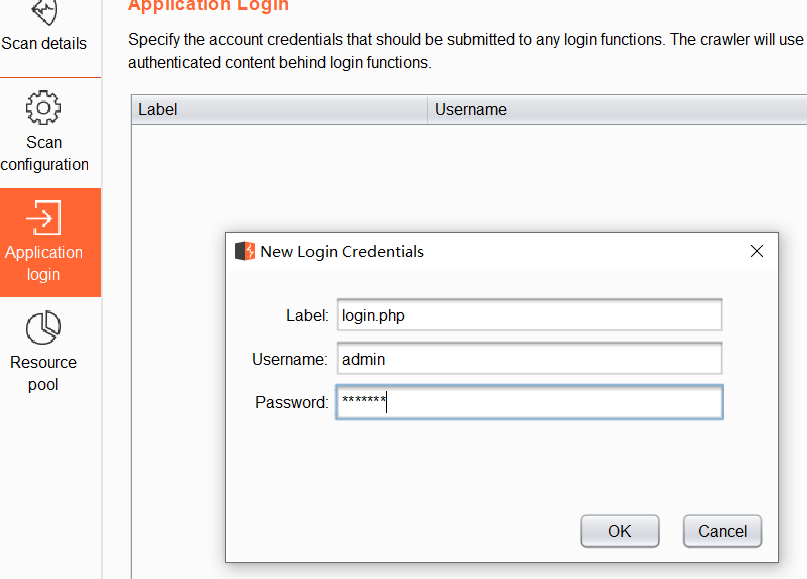 Application Login
Scan details
Specify the account credentials that should be submitted to any login functions. The crawler will use
authenticated content behind login functions.
Label
Username
Scan
configuration
Application
login
Resource
pool
New Login Credentials
Label: login.php
Username: admin
Password: *******
OK
Cancel